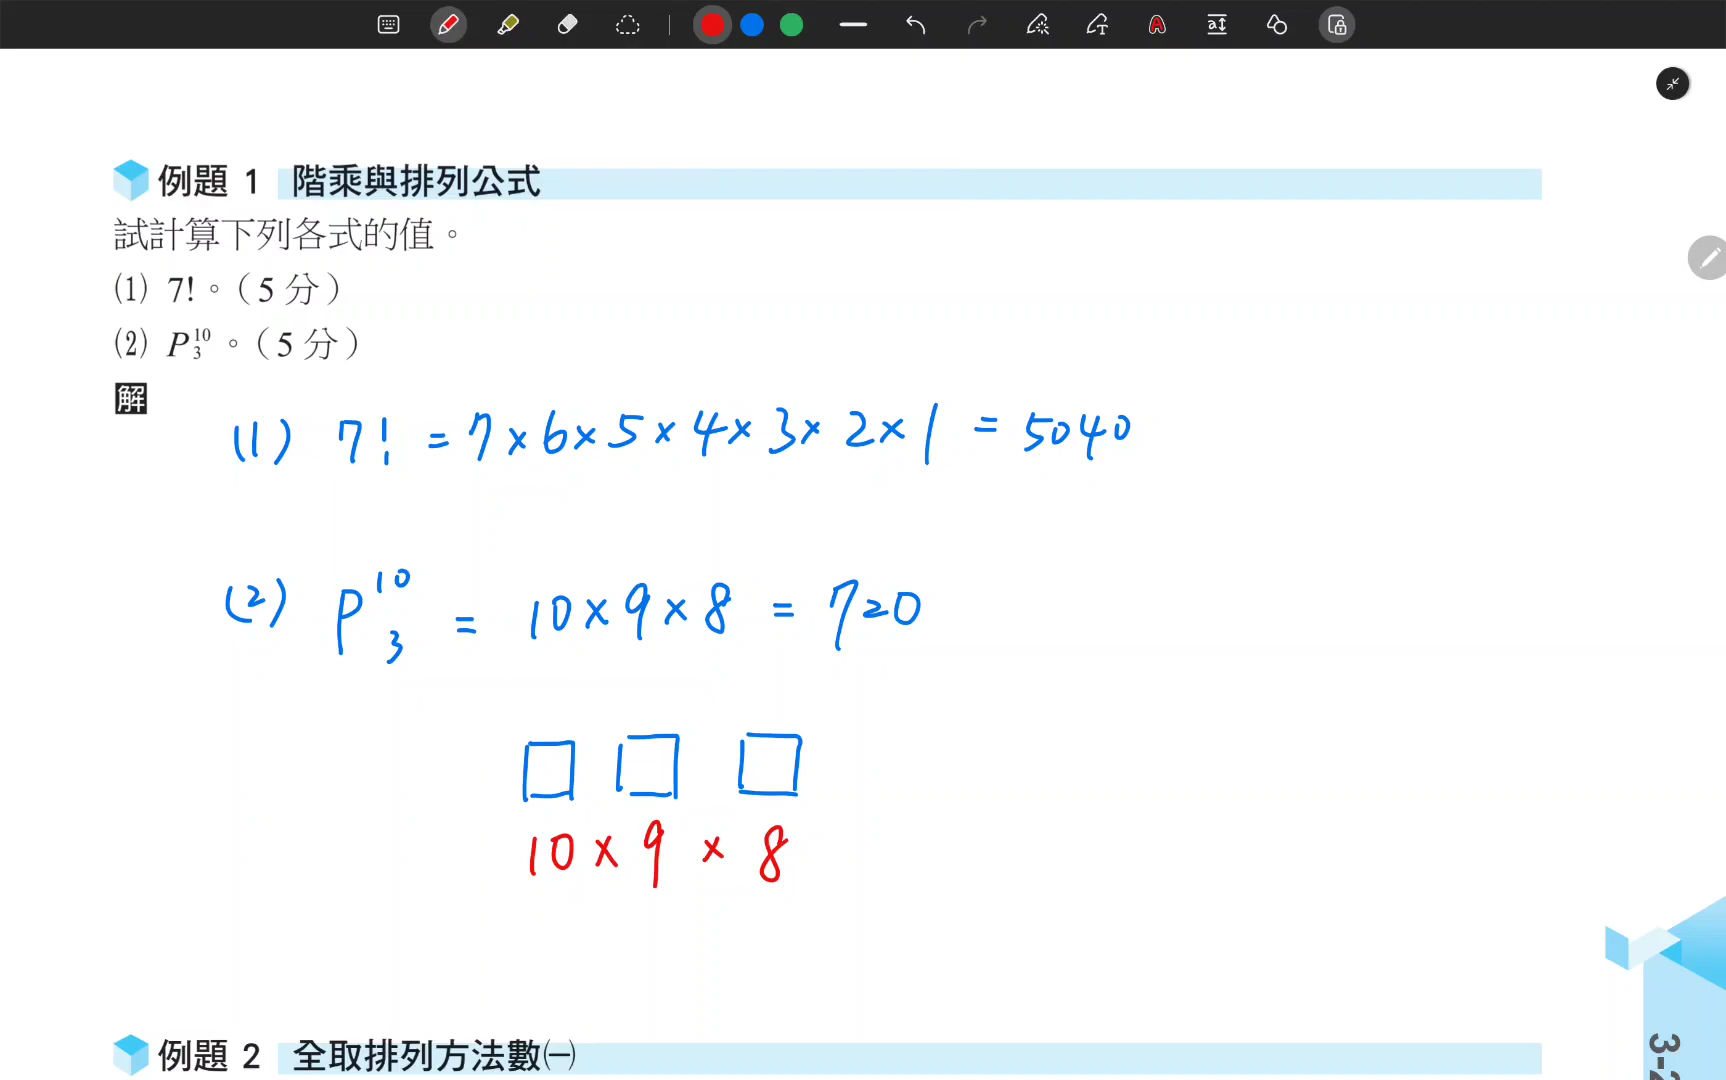 例題 1 階乘與排列公式
試計算下列各式的值。
(1) 7!。(5 分)
(2) P^10_3。(5 分)
解
(1) 7! = 7×6×5×4×3×2×1 = 5040
(2) P^10_3 = 10×9×8 = 720
10×9×8
例題 2 全取排列方法數㈠